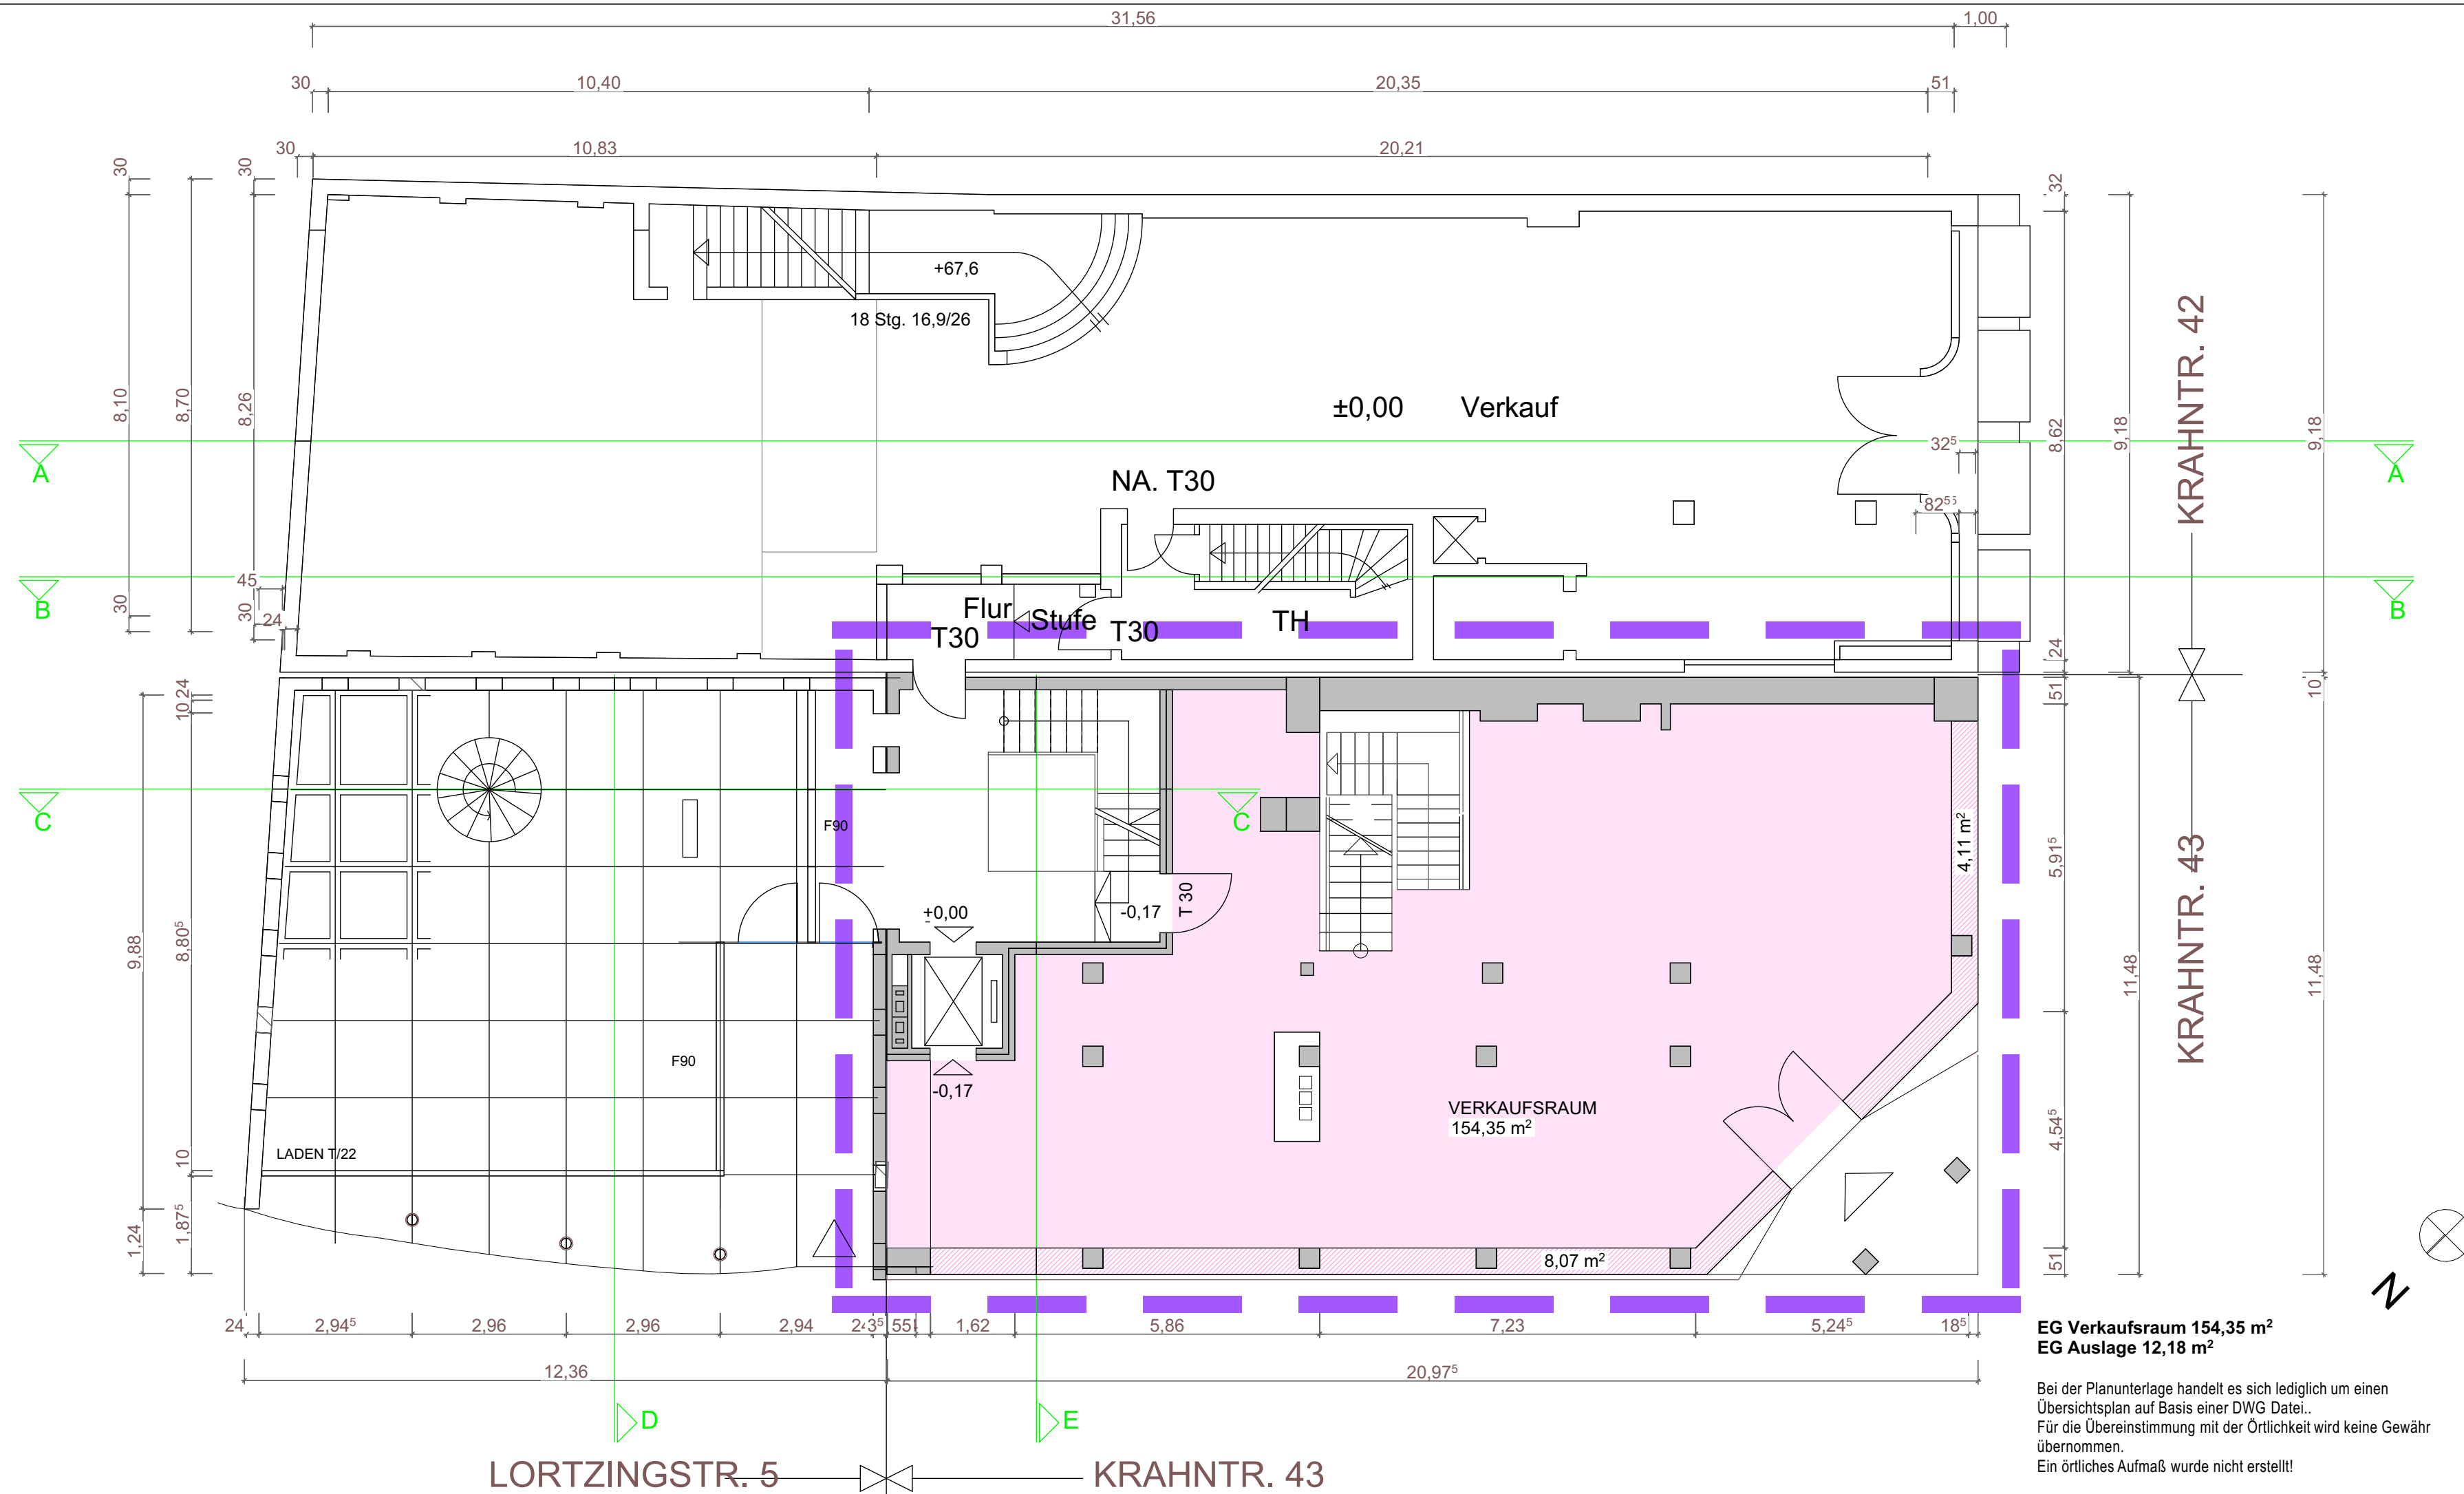 31,56
1,00
30
10,40
20,35
51
30
10,83
20,21
30
30
32
+67,6
18 Stg. 16,9/26
8,10
8,70
8,26
±0,00 Verkauf
8,62
9,18
9,18
KRAHNTR. 42
32⁵
A
A
NA. T30
82⁵⁵
45
B
B
30
30
24
Flur
Stufe
T30
T30
TH
24
24
10
51
10
C
C
F90
4,11 m²
5,91⁵
KRAHNTR. 43
±0,00
-0,17
T 30
9,88
8,80⁵
11,48
11,48
F90
-0,17
VERKAUFSRAUM
154,35 m²
4,54⁵
LADEN T/22
10
1,24
1,87⁵
8,07 m²
51
N
24
2,94⁵
2,96
2,96
2,94
24
3⁵
55
1,62
5,86
7,23
5,24⁵
18⁵
12,36
20,97⁵
EG Verkaufsraum 154,35 m²
EG Auslage 12,18 m²
Bei der Planunterlage handelt es sich lediglich um einen
Übersichtsplan auf Basis einer DWG Datei..
Für die Übereinstimmung mit der Örtlichkeit wird keine Gewähr
übernommen.
Ein örtliches Aufmaß wurde nicht erstellt!
D
E
LORTZINGSTR. 5
KRAHNTR. 43